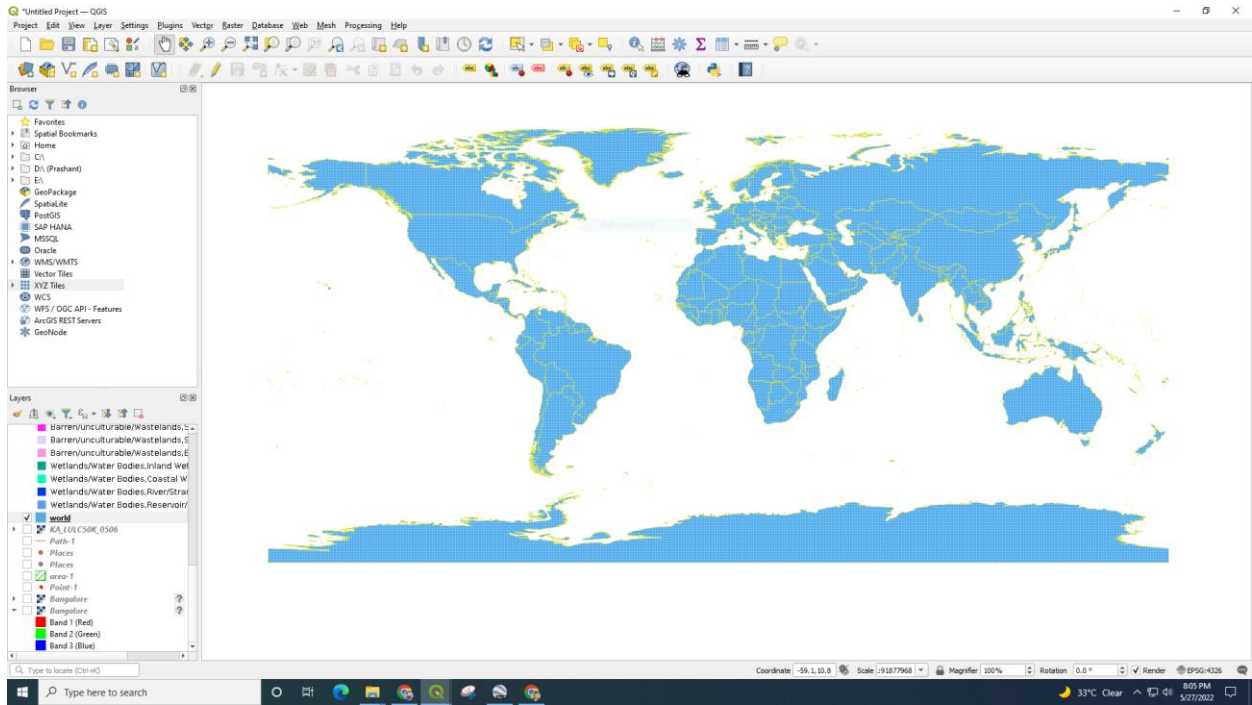 *Untitled Project — QGIS
Project Edit View Layer Settings Plugins Vector Raster Database Web Mesh Processing Help
Browser
Favorites
Spatial Bookmarks
Home
C:\
D:\ (Prashant)
E:\
GeoPackage
SpatiaLite
PostGIS
SAP HANA
MSSQL
Oracle
WMS/WMTS
Vector Tiles
XYZ Tiles
WCS
WFS / OGC API - Features
ArcGIS REST Servers
GeoNode
Layers
Barren/unculturable/Wastelands,S
Barren/unculturable/Wastelands,S
Barren/unculturable/Wastelands,E
Wetlands/Water Bodies,Inland Wet
Wetlands/Water Bodies,Coastal W
Wetlands/Water Bodies,River/Strea
Wetlands/Water Bodies,Reservoir/
world
KA_LULC50K_0506
Path-1
Places
Places
area-1
Point-1
Bangalore ?
Bangalore ?
Band 1 (Red)
Band 2 (Green)
Band 3 (Blue)
Type to locate (Ctrl+K) Coordinate -59.1,10.8 Scale :91877968 Magnifier 100% Rotation 0.0 ° Render EPSG:4326
Type here to search 33°C Clear 8:05 PM
5/27/2022